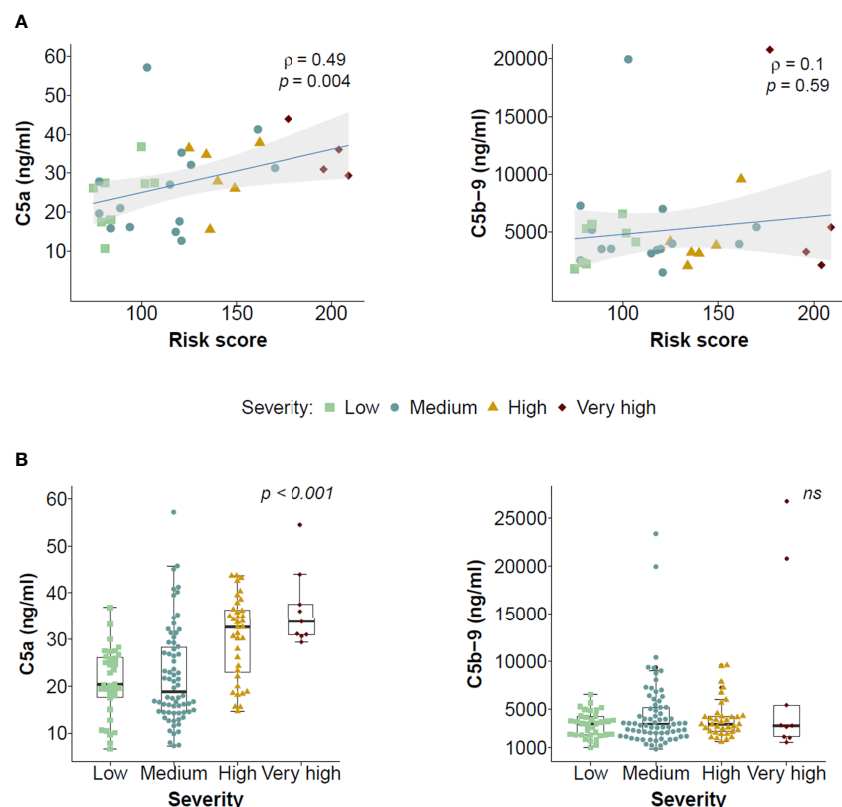 A
C5a (ng/ml)
60
50
40
30
20
10
ρ = 0.49
p = 0.004
100 150 200
Risk score
C5b−9 (ng/ml)
20000
15000
10000
5000
ρ = 0.1
p = 0.59
100 150 200
Risk score
Severity: Low Medium High Very high
B
C5a (ng/ml)
60
50
40
30
20
10
p < 0.001
Low Medium High Very high
Severity
C5b−9 (ng/ml)
25000
20000
15000
10000
5000
1000
ns
Low Medium High Very high
Severity